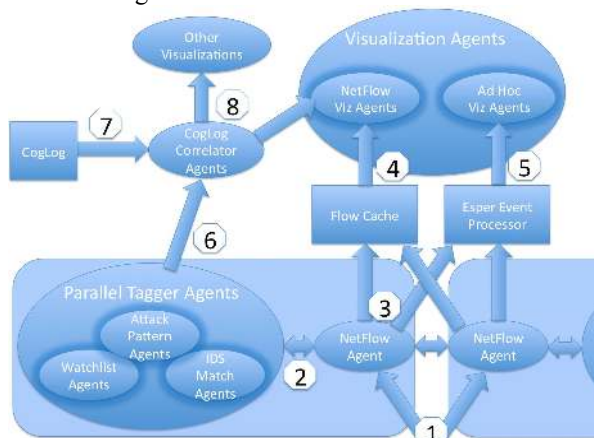 Other
Visualizations
Visualization Agents
NetFlow
Viz Agents
Ad Hoc
Viz Agents
7
8
CogLog
CogLog
Correlator
Agents
4
5
Flow Cache
Esper Event
Processor
6
Parallel Tagger Agents
3
Attack
Pattern
Agents
NetFlow
Agent
NetFlow
Agent
Watchlist
Agents
IDS
Match
Agents
2
1